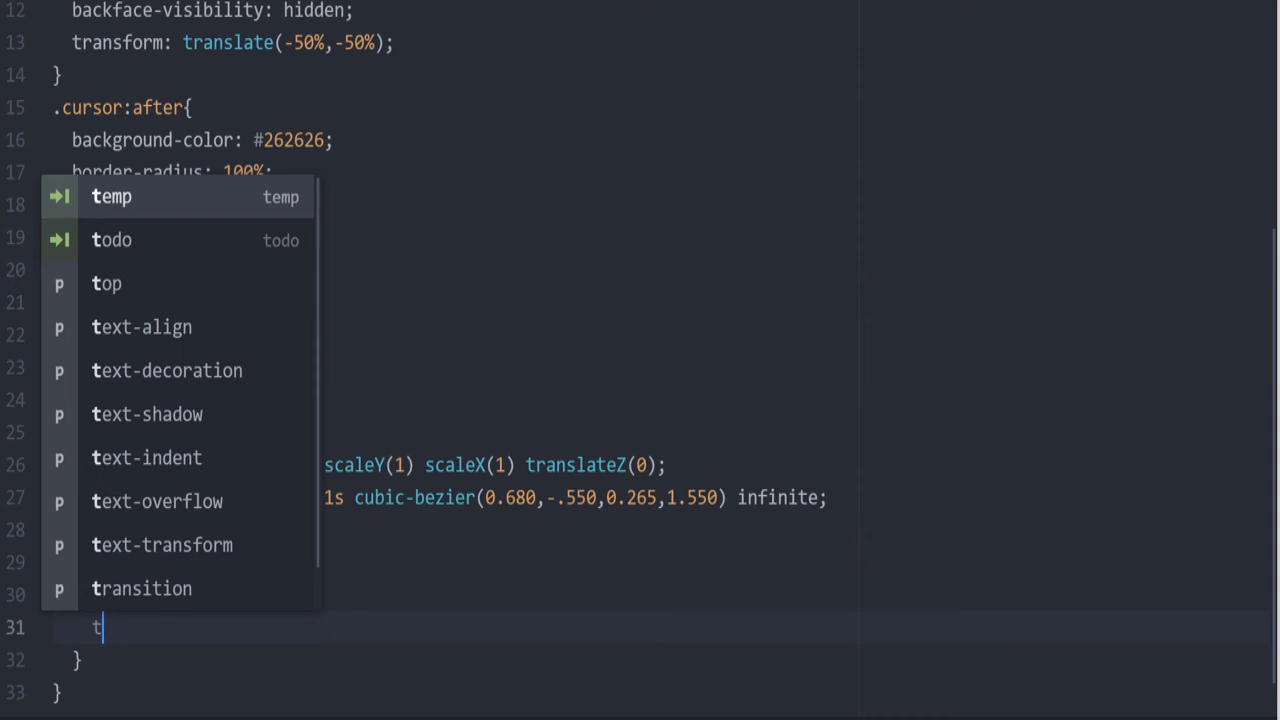 12 backface-visibility: hidden;
13 transform: translate(-50%,-50%);
14 }
15 .cursor:after{
16 background-color: #262626;
17 border-radius: 100%;
18 temp temp
19 todo todo
20 top
21 text-align
22 text-decoration
23 text-shadow
24 text-indent
25 text-overflow
26 scaleY(1) scaleX(1) translateZ(0);
27 1s cubic-bezier(0.680,-.550,0.265,1.550) infinite;
28 text-transform
29 transition
30
31 t
32 }
33 }